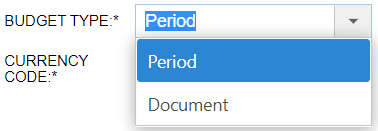 BUDGET TYPE:* Period
Period
CURRENCY
CODE:*
Document